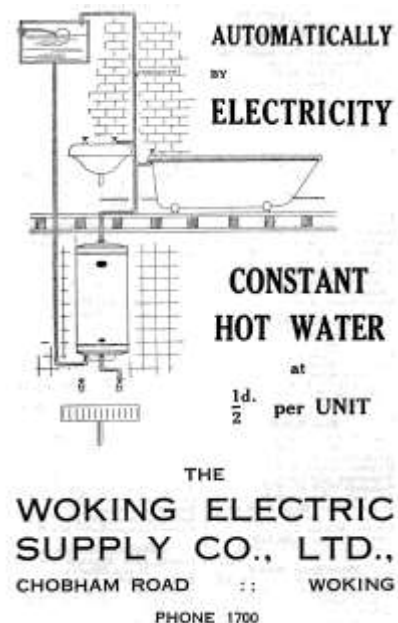 AUTOMATICALLY
BY
ELECTRICITY
CONSTANT
HOT WATER
at
½d. per UNIT
THE
WOKING ELECTRIC
SUPPLY CO., LTD.,
CHOBHAM ROAD :: WOKING
PHONE 1700